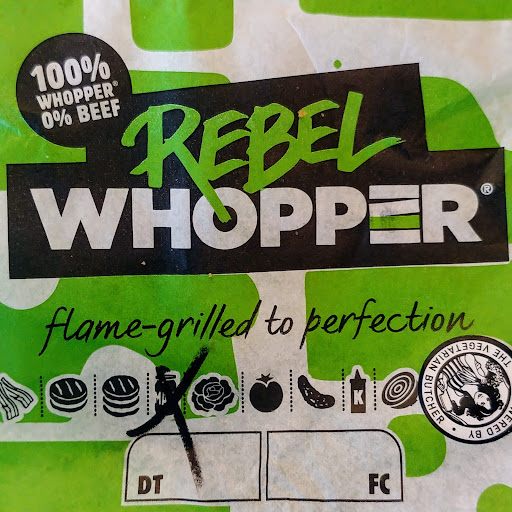 100%
WHOPPER®
0% BEEF
REBEL
WHOPPER®
flame-grilled to perfection
K
THE VEGETARIAN BUTCHER
DT
FC